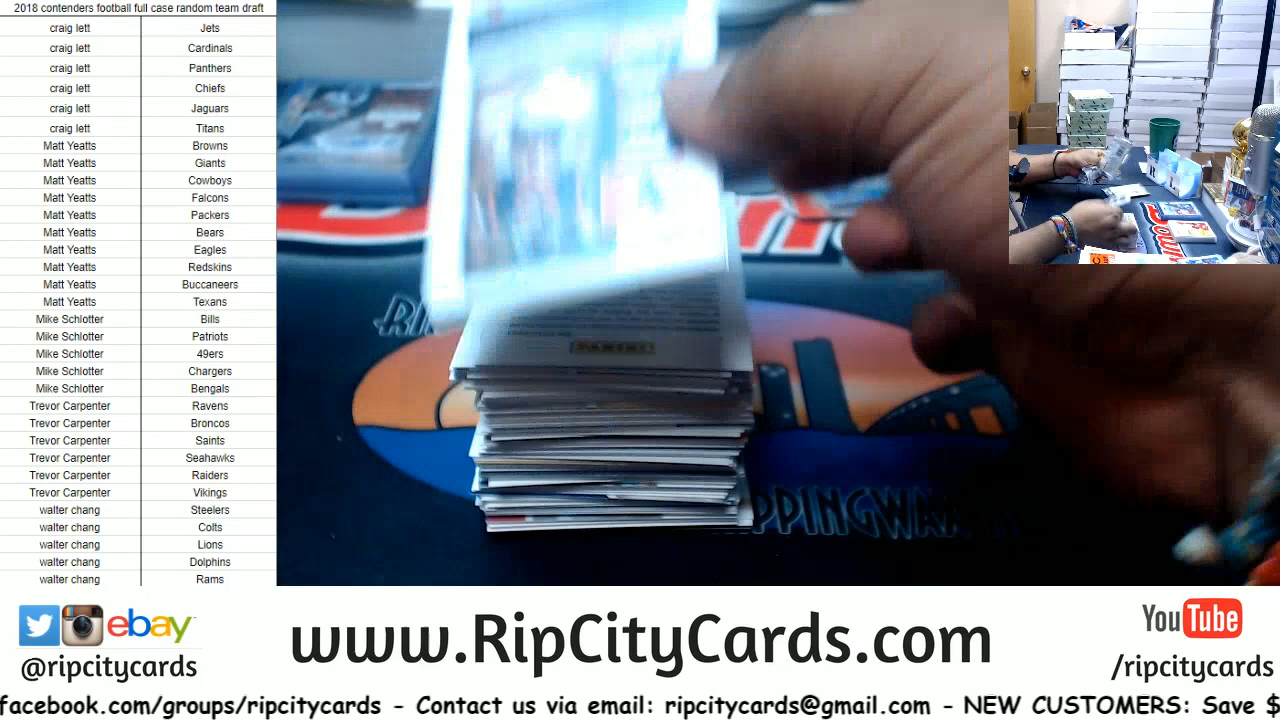 2018 contenders football full case random team draft
craig lett Jets
craig lett Cardinals
craig lett Panthers
craig lett Chiefs
craig lett Jaguars
craig lett Titans
Matt Yeatts Browns
Matt Yeatts Giants
Matt Yeatts Cowboys
Matt Yeatts Falcons
Matt Yeatts Packers
Matt Yeatts Bears
Matt Yeatts Eagles
Matt Yeatts Redskins
Matt Yeatts Buccaneers
Matt Yeatts Texans
Mike Schlotter Bills
Mike Schlotter Patriots
Mike Schlotter 49ers
Mike Schlotter Chargers
Mike Schlotter Bengals
Trevor Carpenter Ravens
Trevor Carpenter Broncos
Trevor Carpenter Saints
Trevor Carpenter Seahawks
Trevor Carpenter Raiders
Trevor Carpenter Vikings
walter chang Steelers
walter chang Colts
walter chang Lions
walter chang Dolphins
walter chang Rams
PANINI
ebay
@ripcitycards
www.RipCityCards.com
YouTube
/ripcitycards
facebook.com/groups/ripcitycards - Contact us via email: ripcitycards@gmail.com - NEW CUSTOMERS: Save $